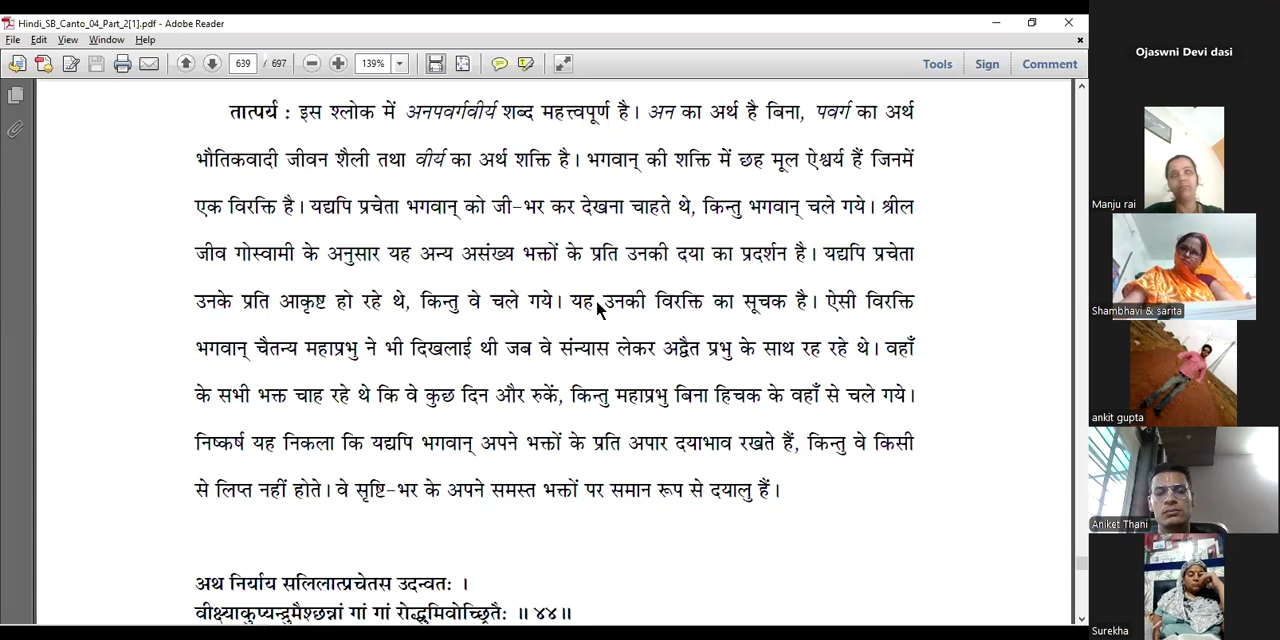 Hindi_SB_Canto_04_Part_2[1].pdf - Adobe Reader
File Edit View Window Help
639 / 697 139% Tools Sign Comment
तात्पर्य : इस श्लोक में अनपवर्गवीर्य शब्द महत्त्वपूर्ण है। अन का अर्थ है बिना, पवर्ग का अर्थ
भौतिकवादी जीवन शैली तथा वीर्य का अर्थ शक्ति है। भगवान् की शक्ति में छह मूल ऐश्वर्य हैं जिनमें
एक विरक्ति है। यद्यपि प्रचेता भगवान् को जी-भर कर देखना चाहते थे, किन्तु भगवान् चले गये। श्रील
जीव गोस्वामी के अनुसार यह अन्य असंख्य भक्तों के प्रति उनकी दया का प्रदर्शन है। यद्यपि प्रचेता
उनके प्रति आकृष्ट हो रहे थे, किन्तु वे चले गये। यह उनकी विरक्ति का सूचक है। ऐसी विरक्ति
भगवान् चैतन्य महाप्रभु ने भी दिखलाई थी जब वे संन्यास लेकर अद्वैत प्रभु के साथ रह रहे थे। वहाँ
के सभी भक्त चाह रहे थे कि वे कुछ दिन और रुकें, किन्तु महाप्रभु बिना हिचक के वहाँ से चले गये।
निष्कर्ष यह निकला कि यद्यपि भगवान् अपने भक्तों के प्रति अपार दयाभाव रखते हैं, किन्तु वे किसी
से लिप्त नहीं होते। वे सृष्टि-भर के अपने समस्त भक्तों पर समान रूप से दयालु हैं।
अथ निर्याय सलिलात्प्रचेतस उदन्वतः ।
वीक्ष्याकुप्यन्द्रुमैश्छन्नां गां गां रोद्धुमिवोच्छ्रितैः ॥ ४४॥
Ojaswni Devi dasi
Manju rai
Shambhavi & sarita
ankit gupta
Aniket Thani
Surekha